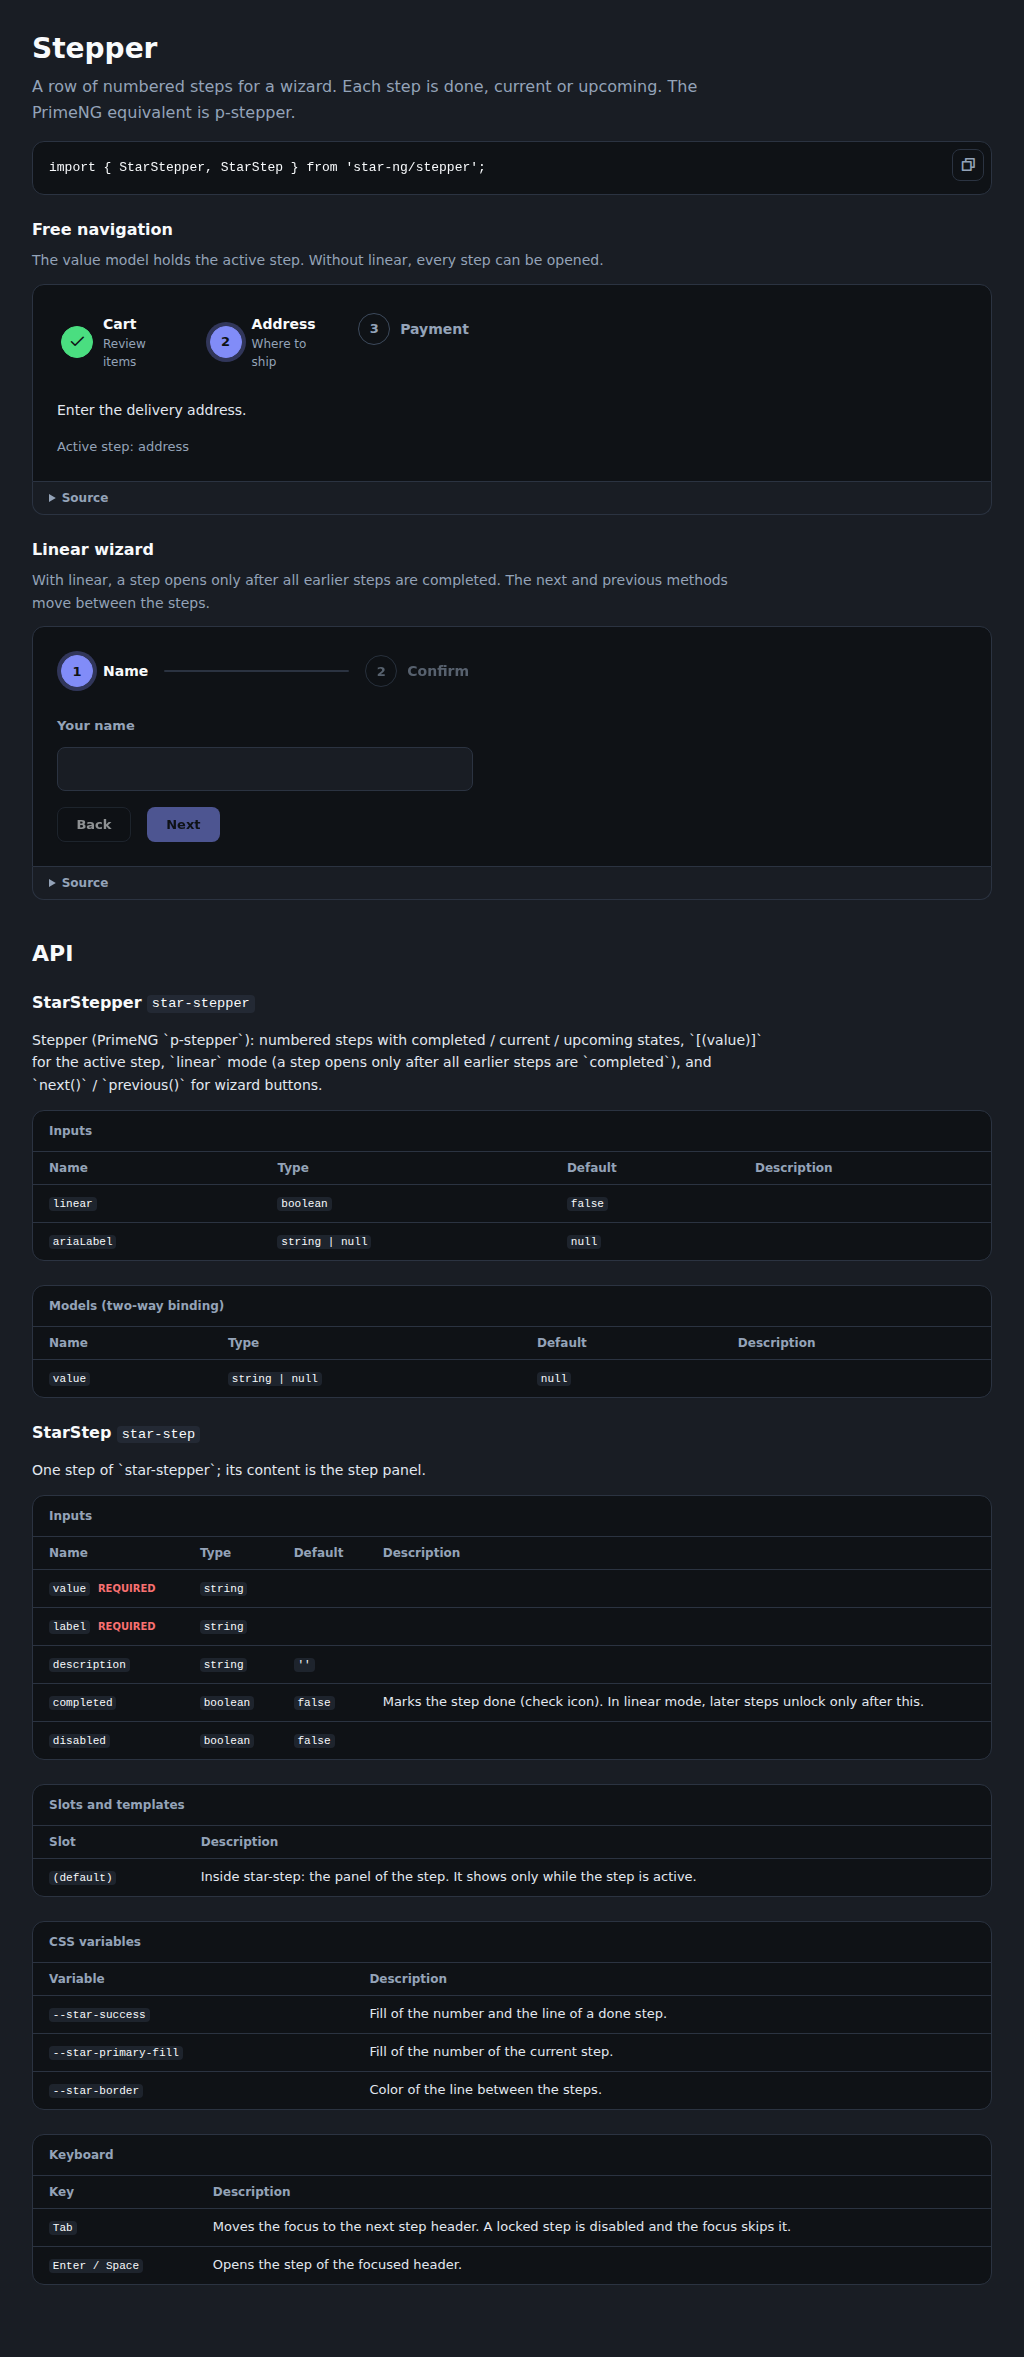 Stepper
A row of numbered steps for a wizard. Each step is done, current or upcoming. The
PrimeNG equivalent is p-stepper.
import { StarStepper, StarStep } from 'star-ng/stepper';
Free navigation
The value model holds the active step. Without linear, every step can be opened.
Cart
Review
items
2
Address
Where to
ship
3
Payment
Enter the delivery address.
Active step: address
Source
Linear wizard
With linear, a step opens only after all earlier steps are completed. The next and previous methods
move between the steps.
1 Name 2 Confirm
Your name
Back Next
Source
API
StarStepper star-stepper
Stepper (PrimeNG `p-stepper`): numbered steps with completed / current / upcoming states, `[(value)]`
for the active step, `linear` mode (a step opens only after all earlier steps are `completed`), and
`next()` / `previous()` for wizard buttons.
Inputs
Name Type Default Description
linear boolean false
ariaLabel string | null null
Models (two-way binding)
Name Type Default Description
value string | null null
StarStep star-step
One step of `star-stepper`; its content is the step panel.
Inputs
Name Type Default Description
value REQUIRED string
label REQUIRED string
description string ''
completed boolean false Marks the step done (check icon). In linear mode, later steps unlock only after this.
disabled boolean false
Slots and templates
Slot Description
(default) Inside star-step: the panel of the step. It shows only while the step is active.
CSS variables
Variable Description
--star-success Fill of the number and the line of a done step.
--star-primary-fill Fill of the number of the current step.
--star-border Color of the line between the steps.
Keyboard
Key Description
Tab Moves the focus to the next step header. A locked step is disabled and the focus skips it.
Enter / Space Opens the step of the focused header.